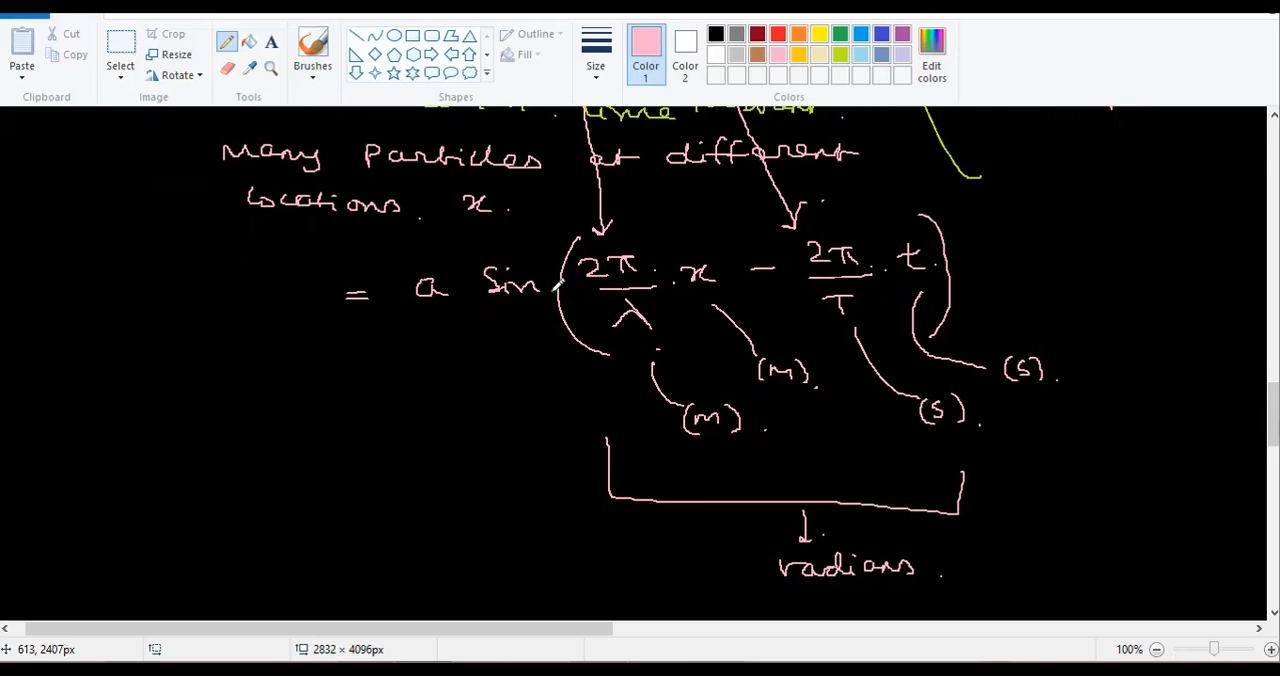 Cut
Crop
Outline
Copy
Resize
Fill
Paste
Select
Rotate
Brushes
Size
Color 1
Color 2
Edit colors
Clipboard
Image
Tools
Shapes
Colors
Many Particles at different
locations. x.
= a Sin (2π/λ . x - 2π/T . t)
(m). (s).
(m). (s).
radians.
613, 2407px
2832 × 4096px
100%